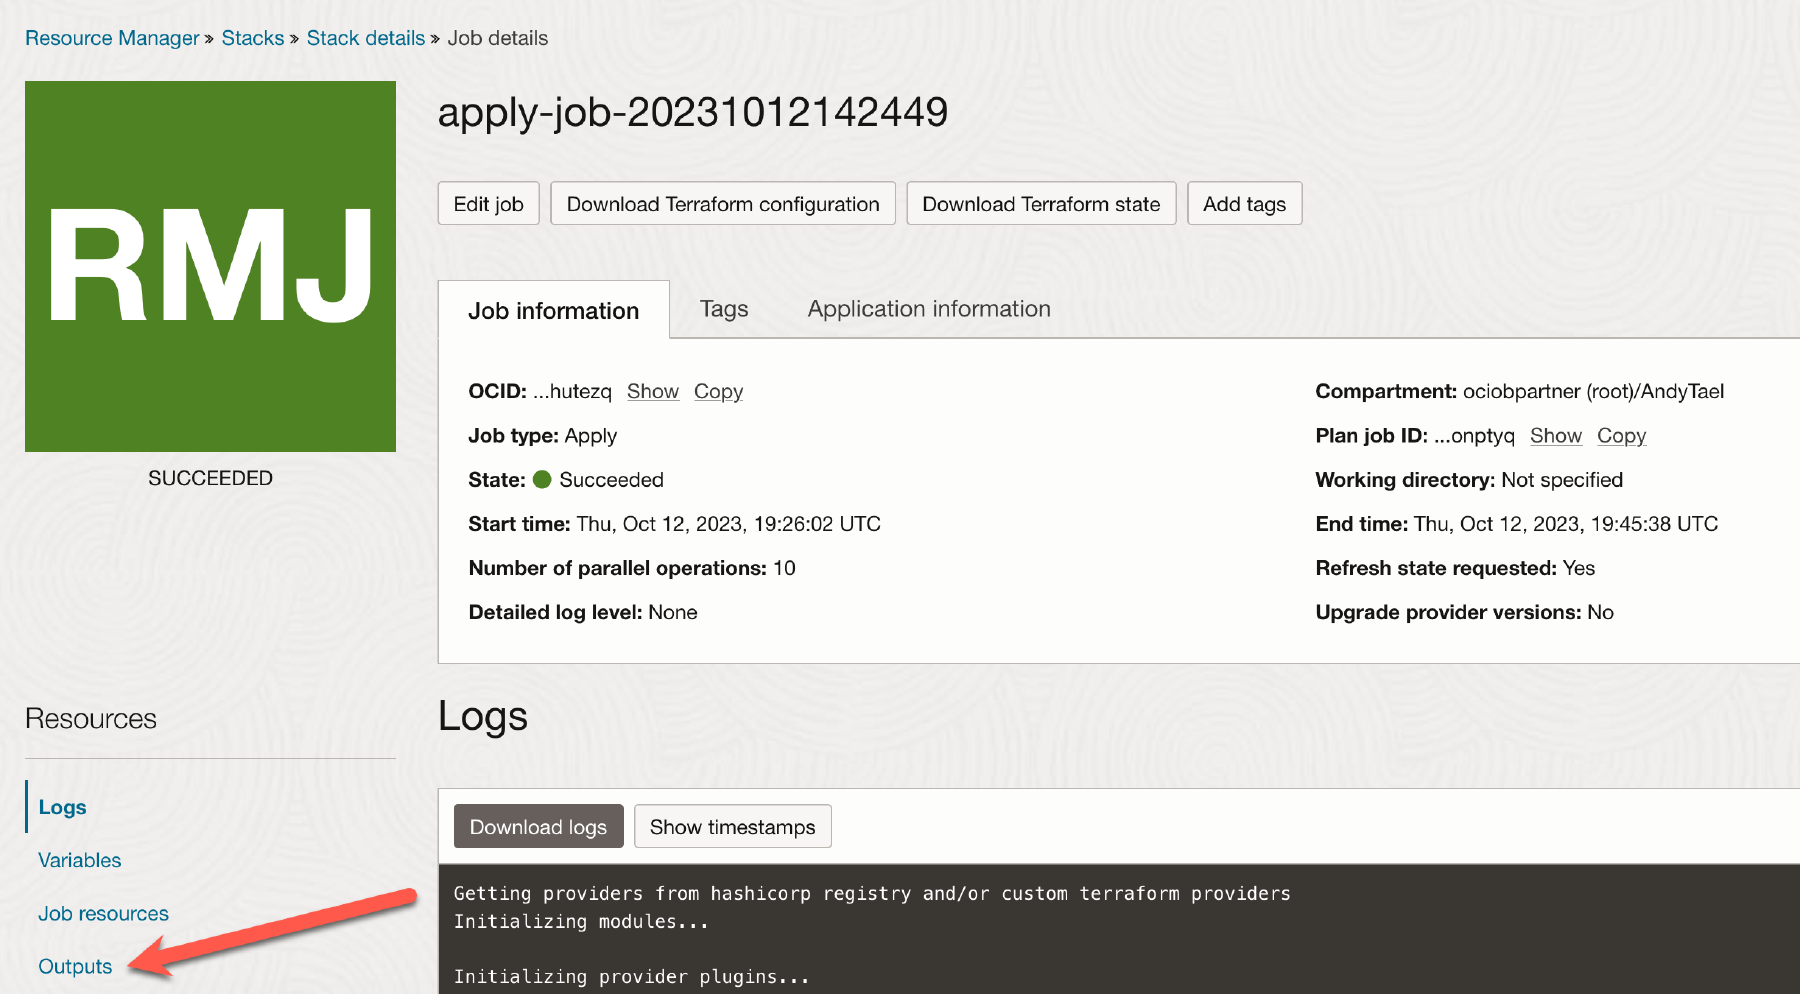 Resource Manager » Stacks » Stack details » Job details
RMJ
SUCCEEDED
apply-job-20231012142449
Edit job
Download Terraform configuration
Download Terraform state
Add tags
Job information
Tags
Application information
OCID: ...hutezq Show Copy
Job type: Apply
State: Succeeded
Start time: Thu, Oct 12, 2023, 19:26:02 UTC
Number of parallel operations: 10
Detailed log level: None
Compartment: ociobpartner (root)/AndyTael
Plan job ID: ...onptyq Show Copy
Working directory: Not specified
End time: Thu, Oct 12, 2023, 19:45:38 UTC
Refresh state requested: Yes
Upgrade provider versions: No
Resources
Logs
Variables
Job resources
Outputs
Logs
Download logs
Show timestamps
Getting providers from hashicorp registry and/or custom terraform providers
Initializing modules...
Initializing provider plugins...